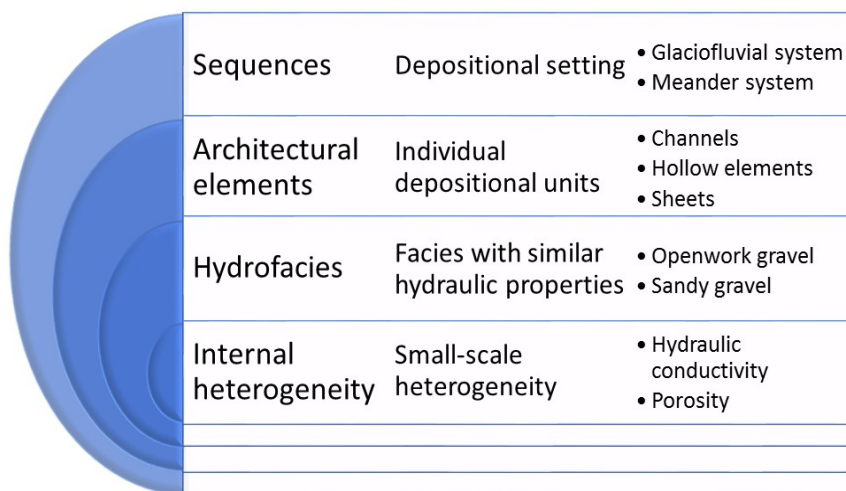 Sequences
Depositional setting
• Glaciofluvial system
• Meander system
Architectural
elements
Individual
depositional units
• Channels
• Hollow elements
• Sheets
Hydrofacies
Facies with similar
hydraulic properties
• Openwork gravel
• Sandy gravel
Internal
heterogeneity
Small-scale
heterogeneity
• Hydraulic
conductivity
• Porosity